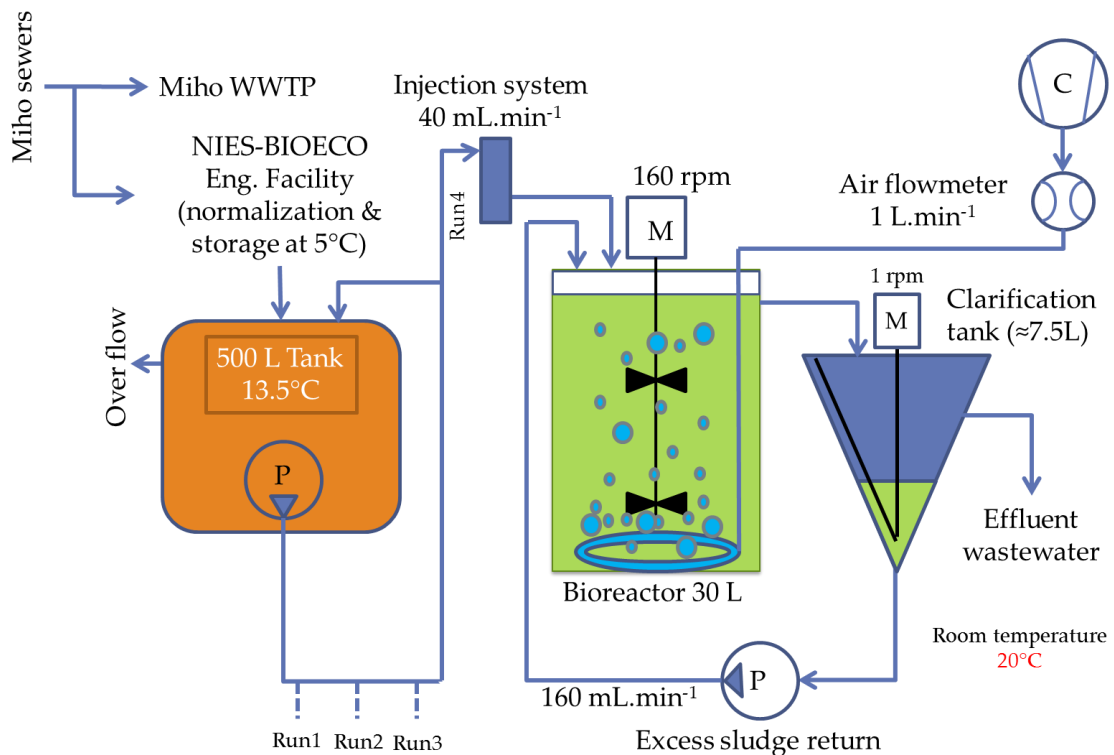 Miho sewers
Miho WWTP
NIES-BIOECO
Eng. Facility
(normalization &
storage at 5°C)
Injection system
40 mL.min-1
Run4
160 rpm
M
C
Air flowmeter
1 L.min-1
1 rpm
M
Clarification
tank (≈7.5L)
Over flow
500 L Tank
13.5°C
P
Effluent
wastewater
Bioreactor 30 L
Room temperature
20°C
160 mL.min-1
P
Excess sludge return
Run1
Run2
Run3